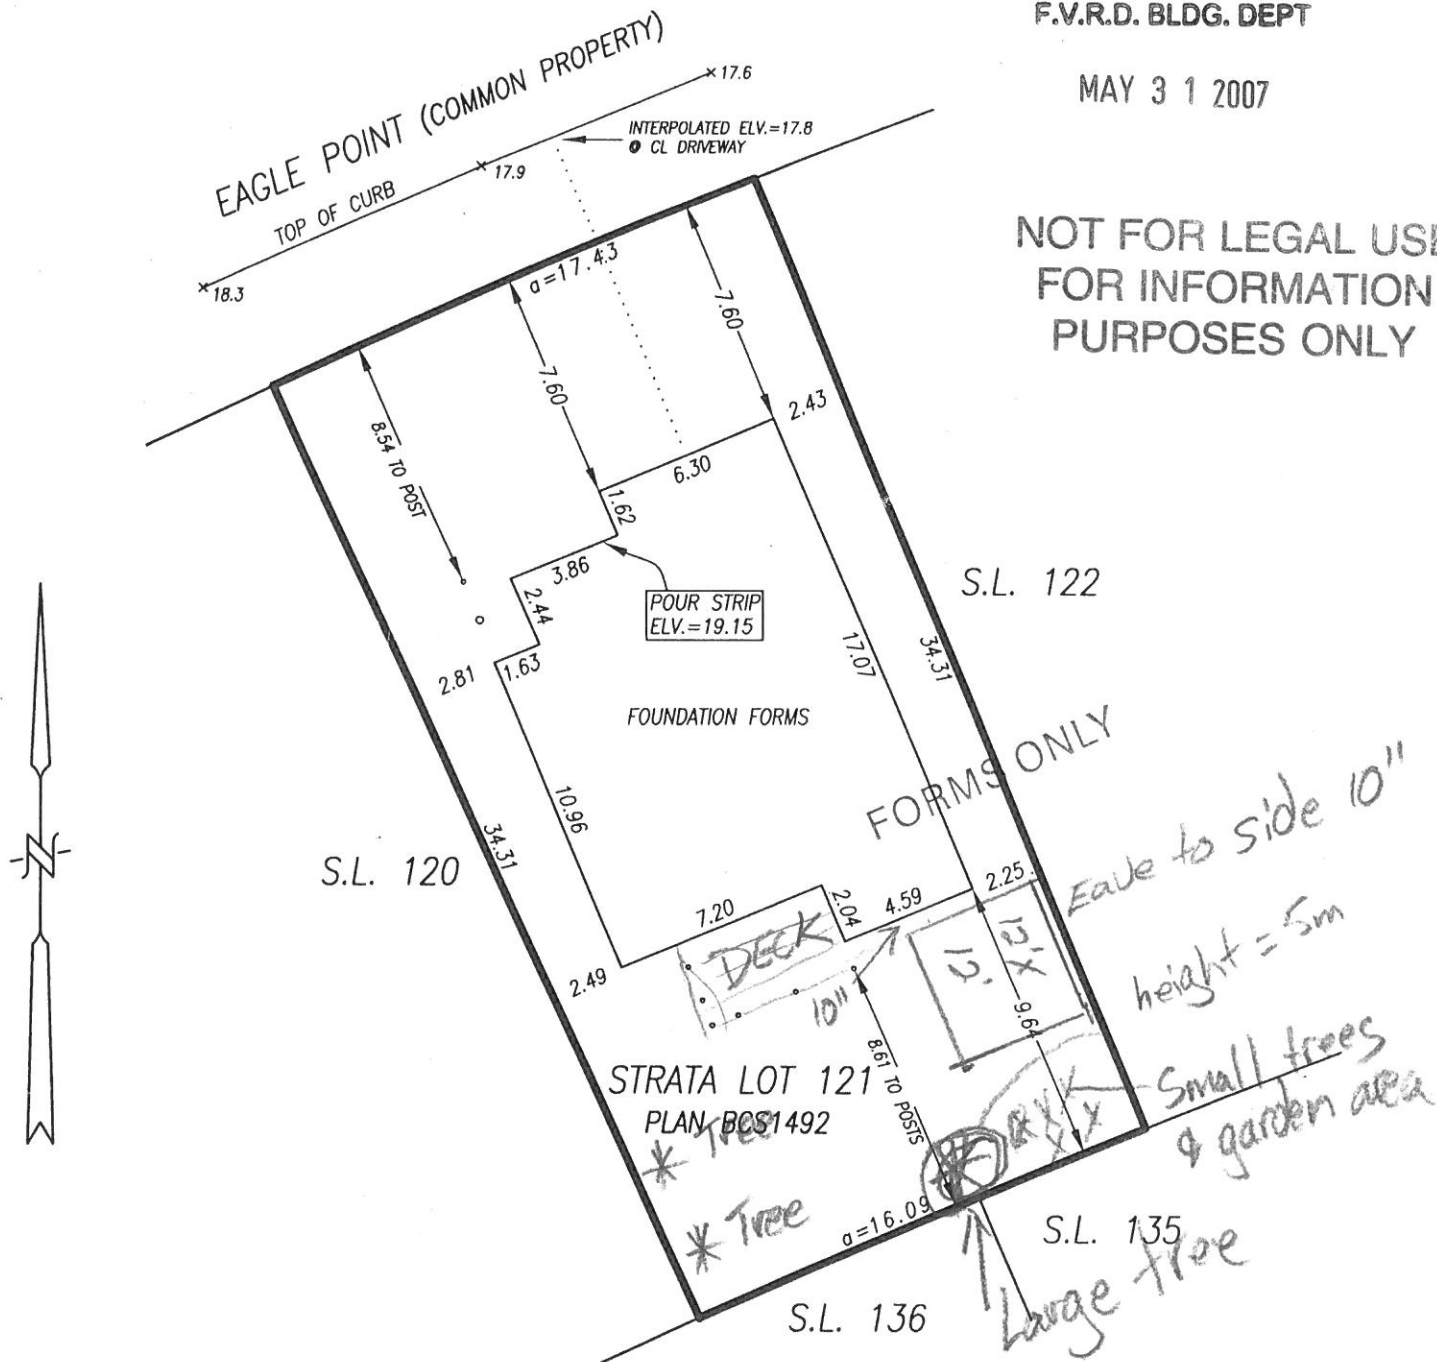 F.V.R.D. BLDG. DEPT
MAY 3 1 2007
NOT FOR LEGAL USE
FOR INFORMATION
PURPOSES ONLY
EAGLE POINT (COMMON PROPERTY)
TOP OF CURB
17.6
17.9
18.3
INTERPOLATED ELV.=17.8
CL DRIVEWAY
a=17.43
7.60
7.60
8.54 TO POST
2.43
6.30
1.62
3.86
2.44
POUR STRIP
ELV.=19.15
2.81
1.63
S.L. 122
17.07
34.31
FOUNDATION FORMS
FORMS ONLY
10.96
34.31
S.L. 120
N
Eave to side 10"
height = 5m
2.25
4.59
2.04
7.20
DECK
12'X
12'
2.49
10"
9.64
8.61 TO POSTS
STRATA LOT 121
PLAN BCS1492
Small trees
& garden area
* Tree
* Tree
a=16.09
S.L. 135
Large tree
S.L. 136